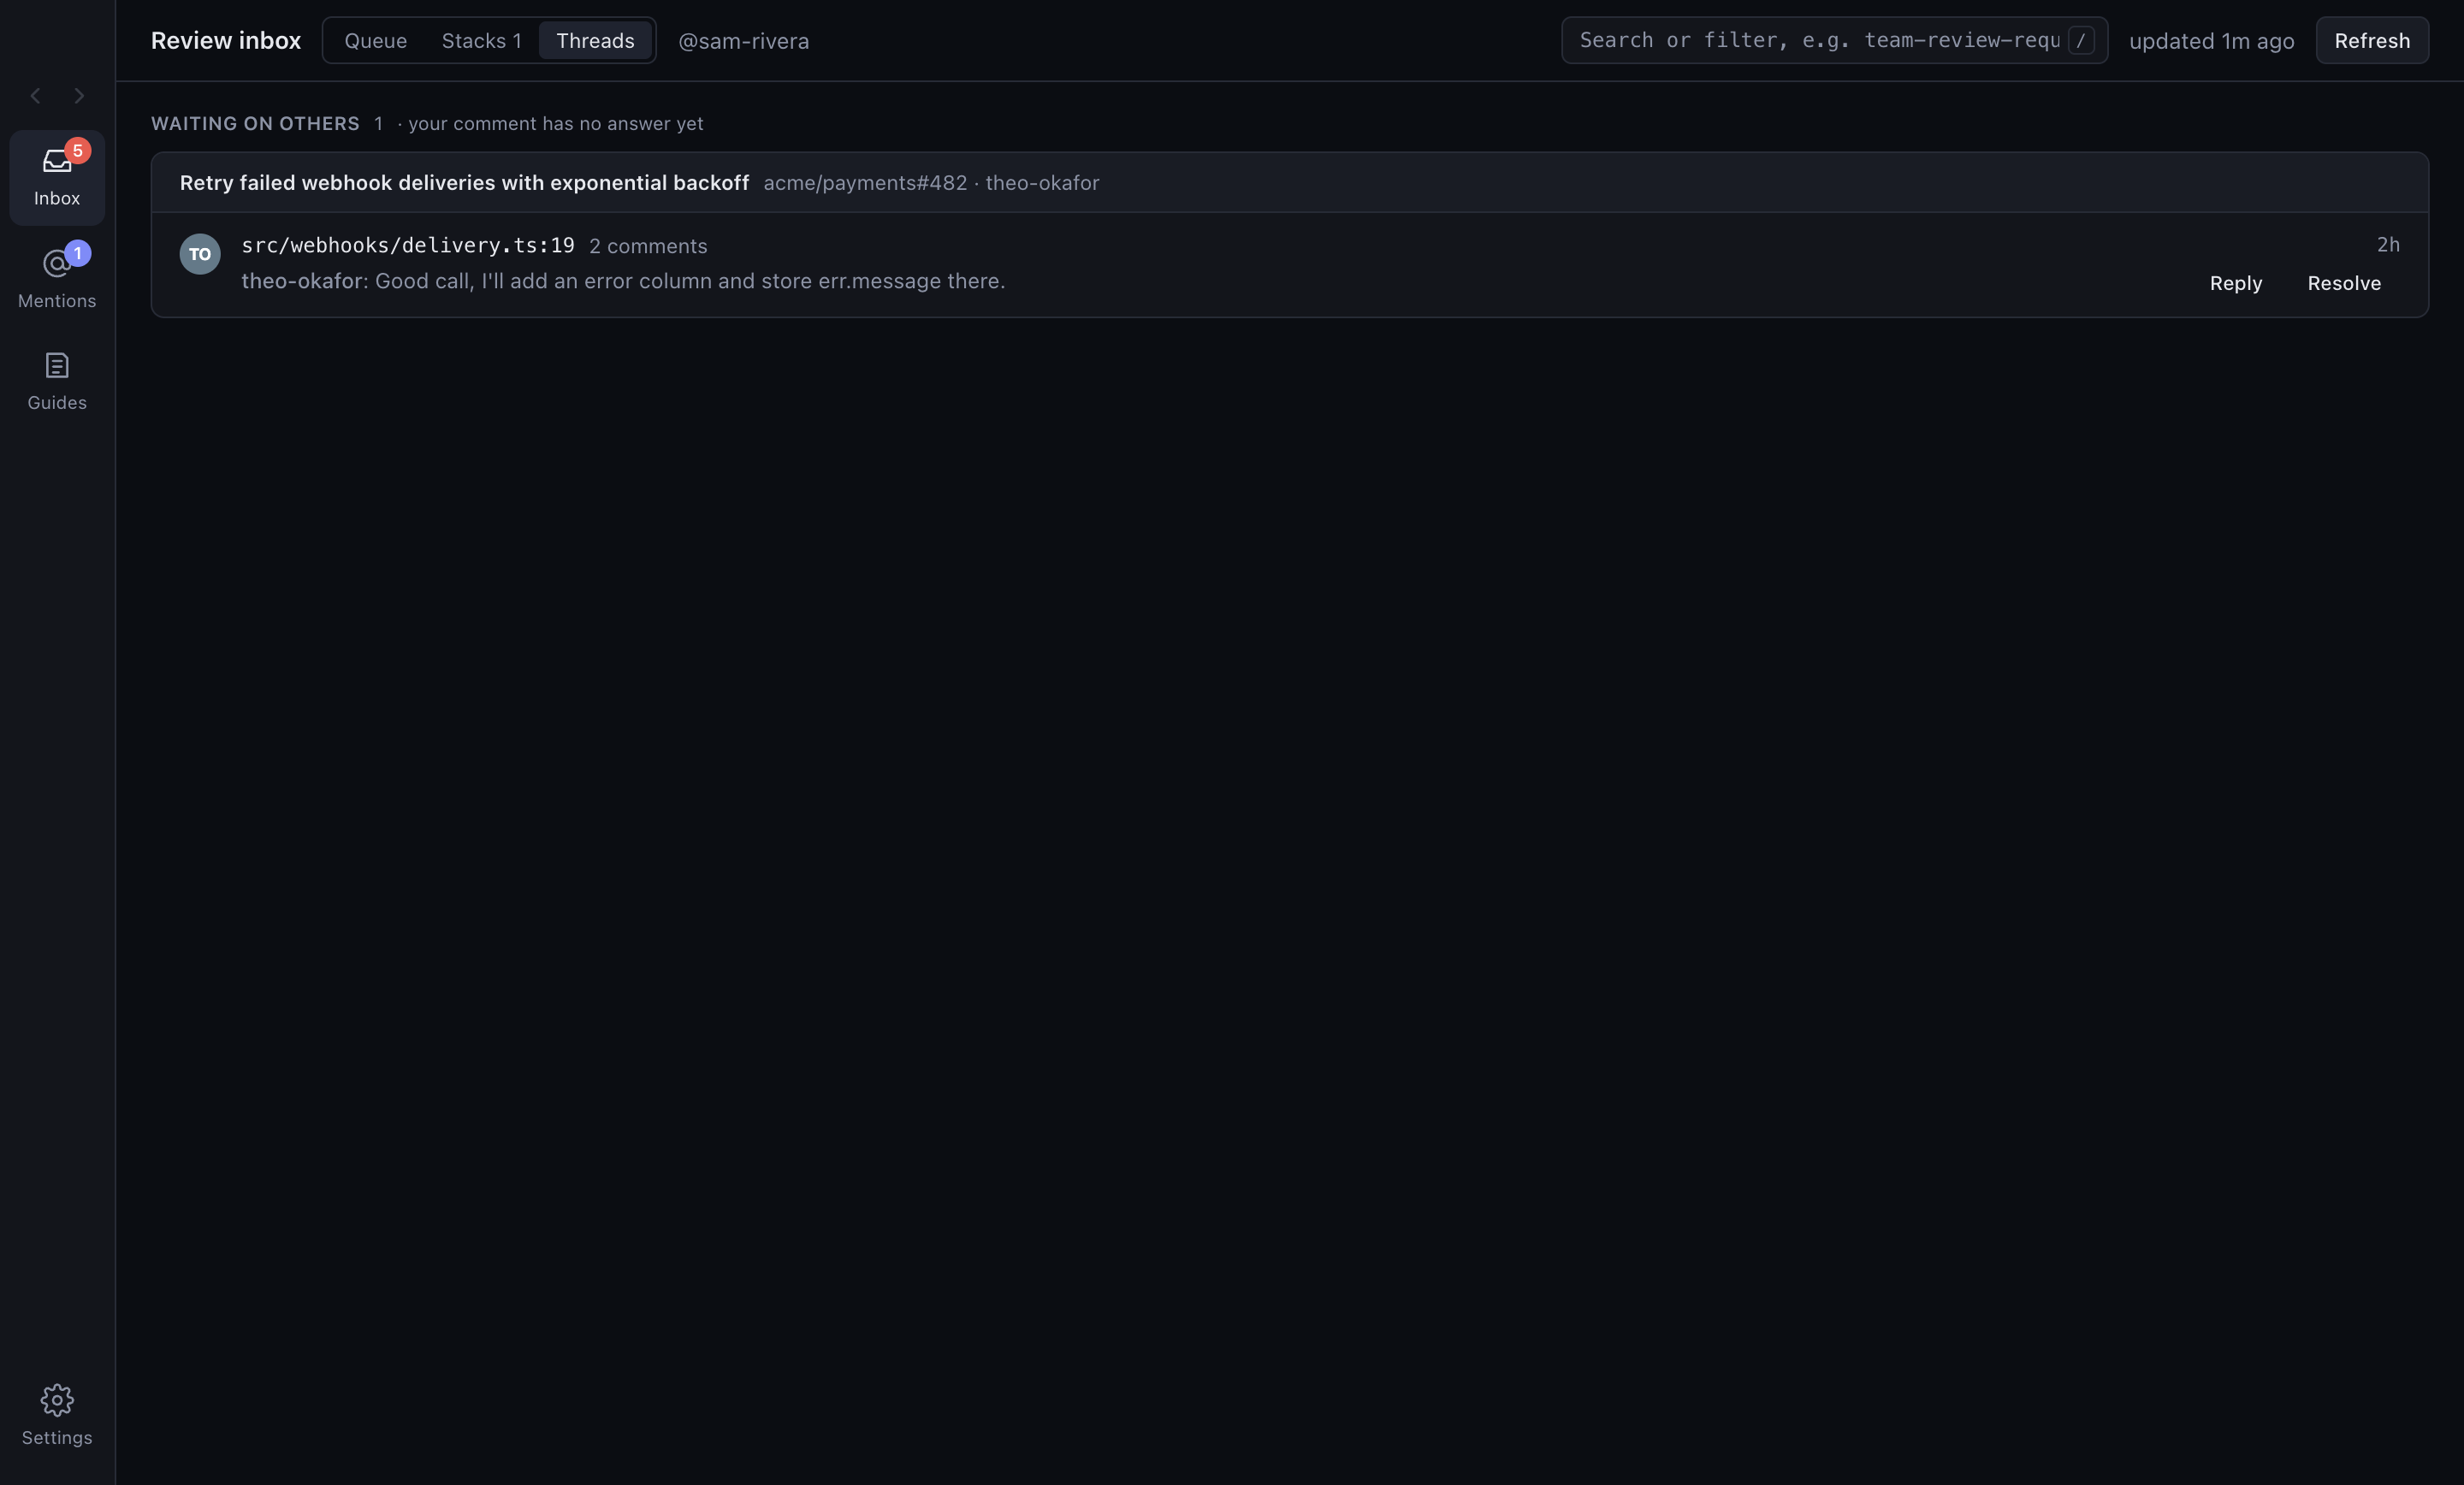 Review inbox Queue Stacks 1 Threads @sam-rivera Search or filter, e.g. team-review-requ / updated 1m ago Refresh
5
Inbox
1
Mentions
Guides
Settings
WAITING ON OTHERS 1 · your comment has no answer yet
Retry failed webhook deliveries with exponential backoff acme/payments#482 · theo-okafor
TO src/webhooks/delivery.ts:19 2 comments 2h
theo-okafor: Good call, I'll add an error column and store err.message there. Reply Resolve